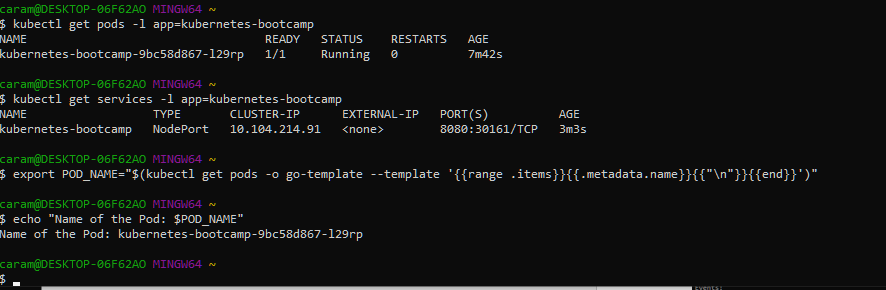 caram@DESKTOP-06F62AO MINGW64 ~
$ kubectl get pods -l app=kubernetes-bootcamp
NAME READY STATUS RESTARTS AGE
kubernetes-bootcamp-9bc58d867-l29rp 1/1 Running 0 7m42s
caram@DESKTOP-06F62AO MINGW64 ~
$ kubectl get services -l app=kubernetes-bootcamp
NAME TYPE CLUSTER-IP EXTERNAL-IP PORT(S) AGE
kubernetes-bootcamp NodePort 10.104.214.91 <none> 8080:30161/TCP 3m3s
caram@DESKTOP-06F62AO MINGW64 ~
$ export POD_NAME="$(kubectl get pods -o go-template --template '{{range .items}}{{.metadata.name}}{{"\n"}}{{end}}')"
caram@DESKTOP-06F62AO MINGW64 ~
$ echo "Name of the Pod: $POD_NAME"
Name of the Pod: kubernetes-bootcamp-9bc58d867-l29rp
caram@DESKTOP-06F62AO MINGW64 ~
$
Events: